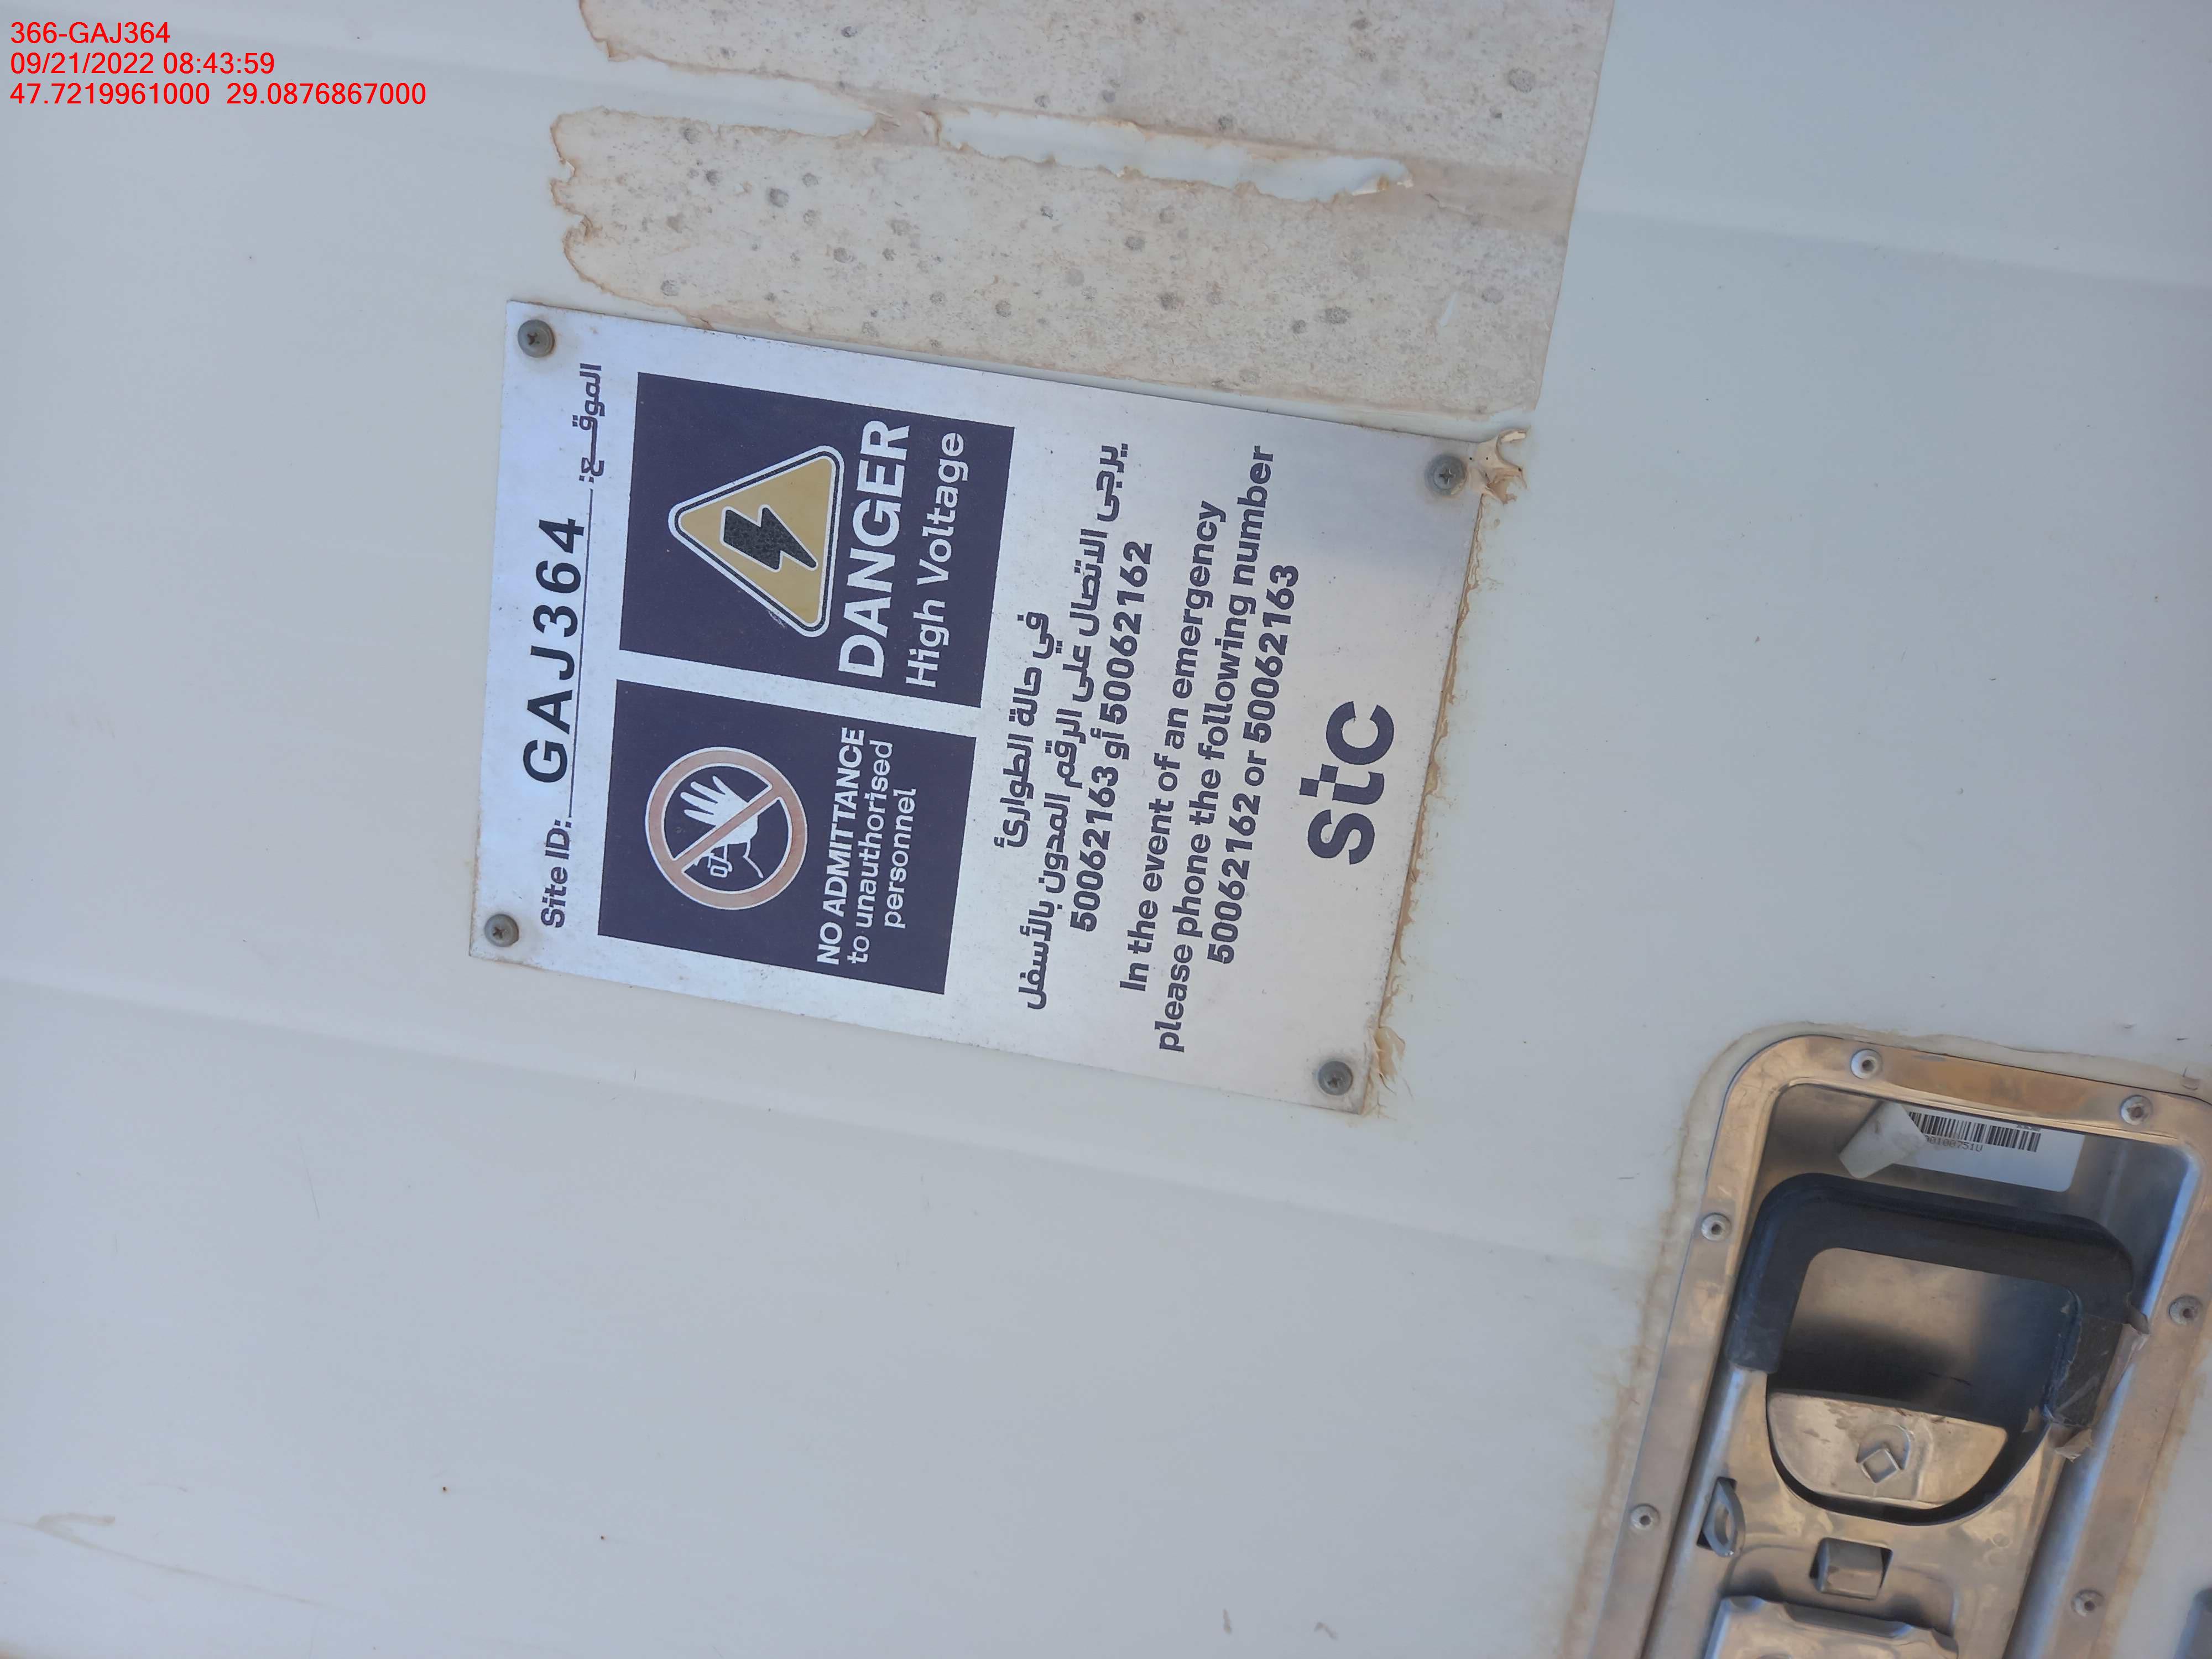 366-GAJ364
09/21/2022 08:43:59
47.7219961000 29.0876867000
Site ID: GAJ364 الموقـــع:
NO ADMITTANCE
to unauthorised
personnel
DANGER
High Voltage
في حالة الطوارئ
يرجى الاتصال على الرقم المدون بالأسفل
50062162 أو 50062163
In the event of an emergency
please phone the following number
50062162 or 50062163
stc